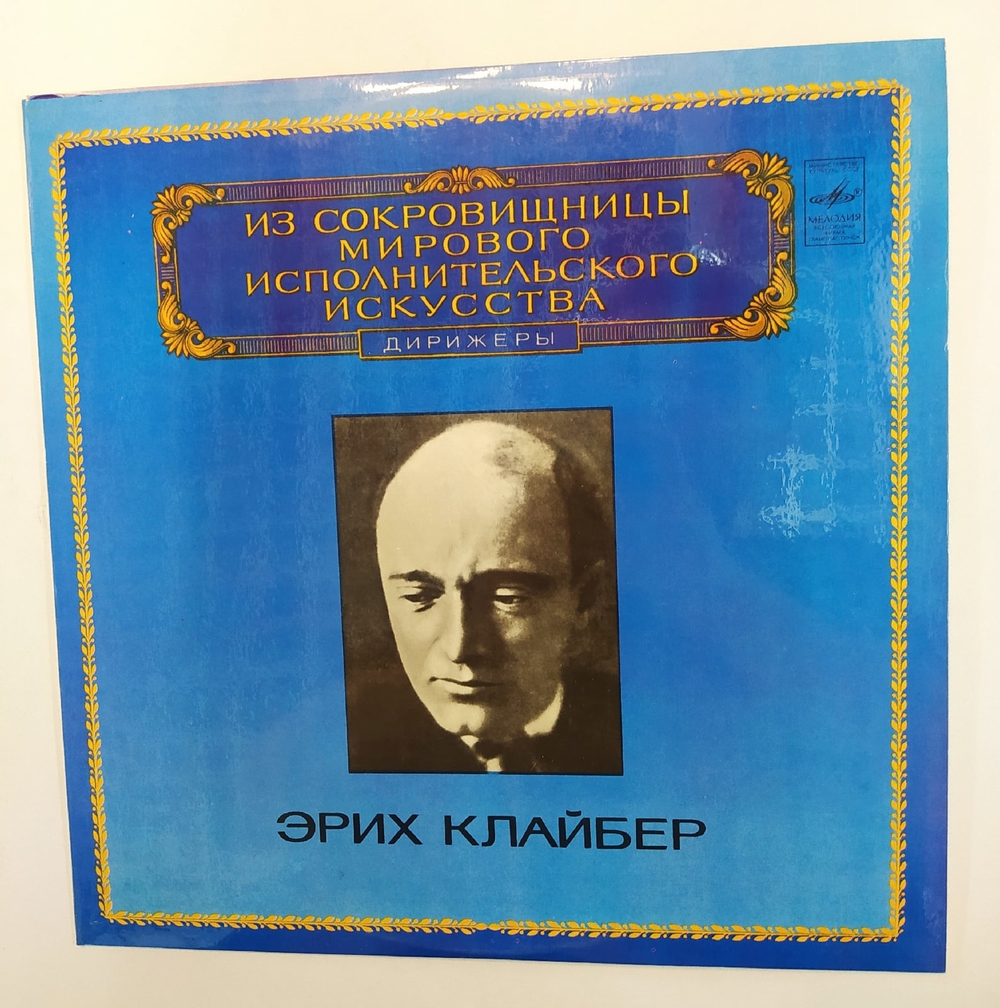 ИЗ СОКРОВИЩНИЦЫ
МИРОВОГО
ИСПОЛНИТЕЛЬСКОГО
ИСКУССТВА
ДИРИЖЕРЫ
МЕЛОДИЯ
ЭРИХ КЛАЙБЕР